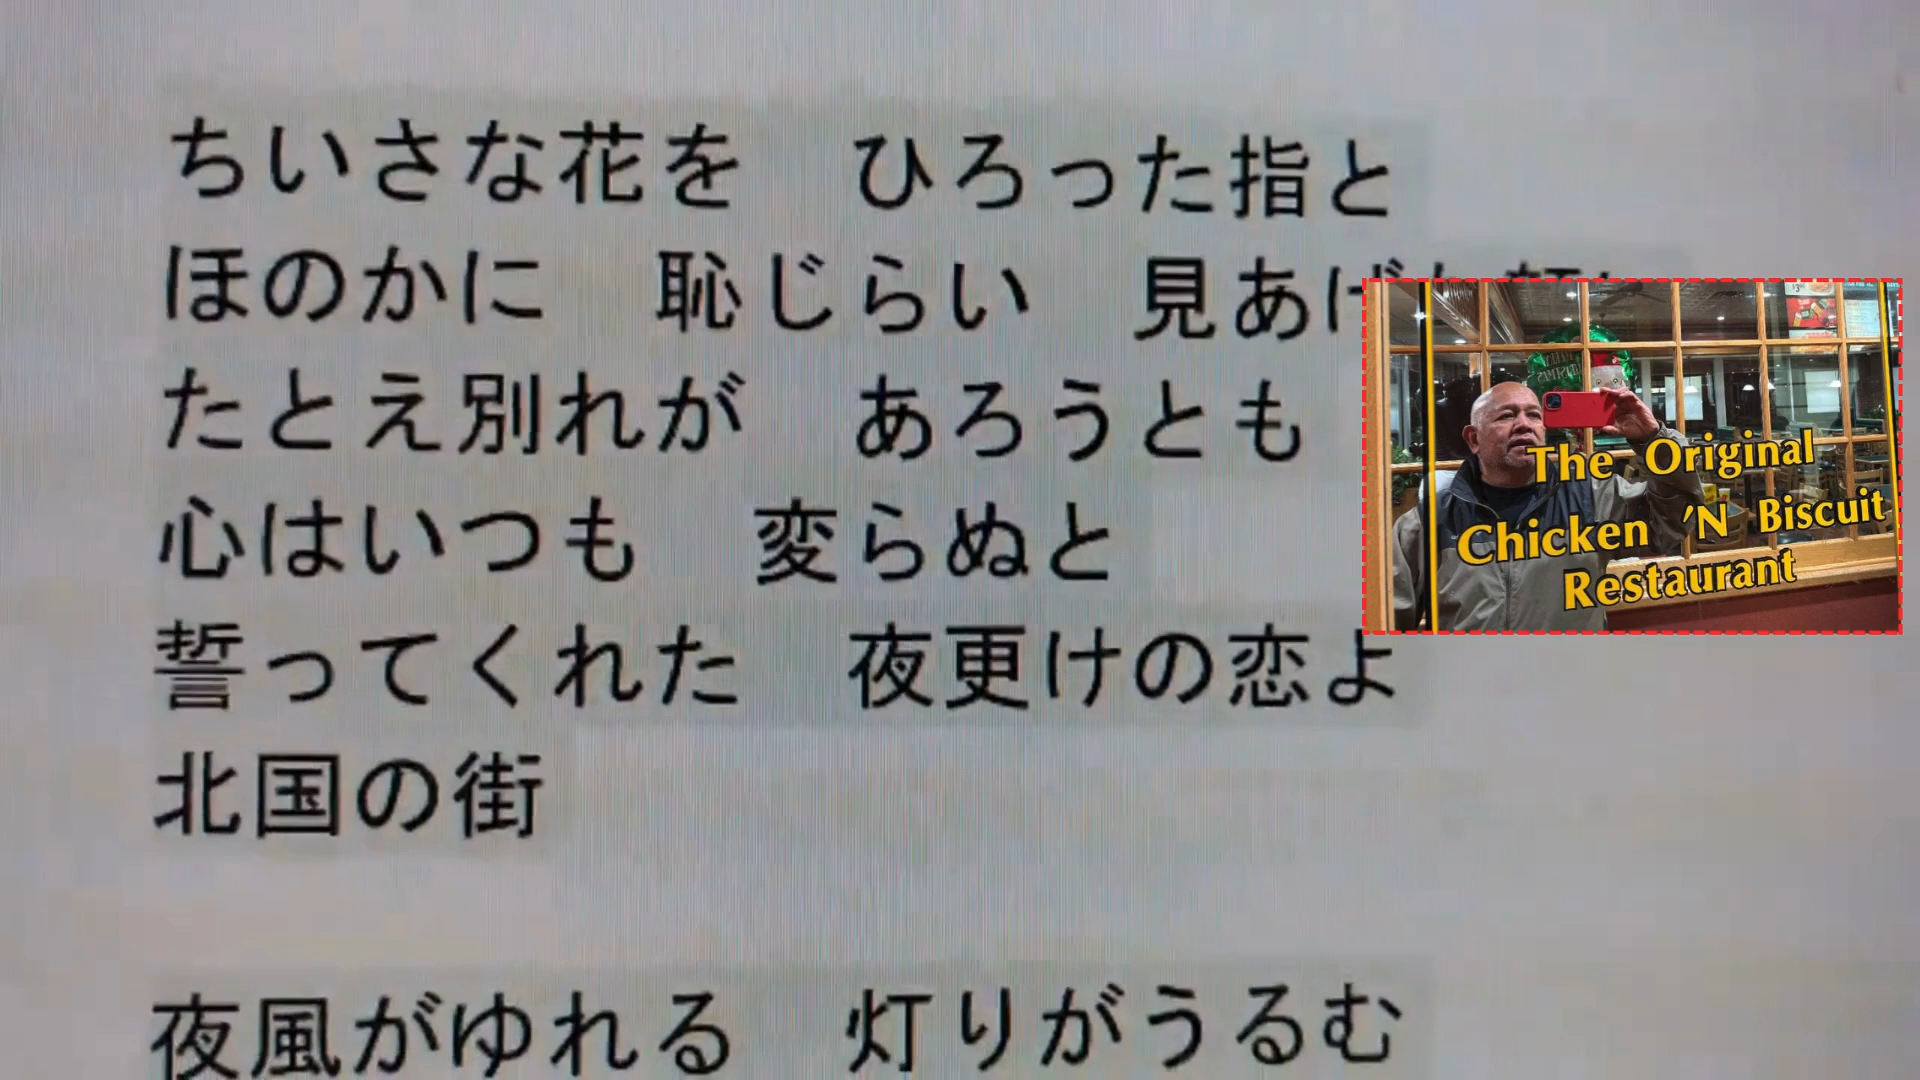 ちいさな花を　ひろった指と
ほのかに　恥じらい　見あげ
たとえ別れが　あろうとも
心はいつも　変らぬと
誓ってくれた　夜更けの恋よ
北国の街
夜風がゆれる　灯りがうるむ
The Original
Chicken 'N Biscuit
Restaurant